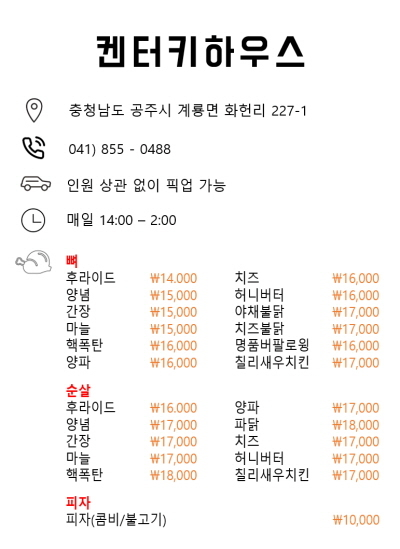 켄터키하우스
충청남도 공주시 계룡면 화헌리 227-1
041) 855 - 0488
인원 상관 없이 픽업 가능
매일 14:00 – 2:00
뼈
후라이드 ₩14.000 치즈 ₩16,000
양념 ₩15,000 허니버터 ₩16,000
간장 ₩15,000 야채불닭 ₩17,000
마늘 ₩15,000 치즈불닭 ₩17,000
핵폭탄 ₩16,000 명품버팔로윙 ₩16,000
양파 ₩16,000 칠리새우치킨 ₩17,000
순살
후라이드 ₩16.000 양파 ₩17,000
양념 ₩17,000 파닭 ₩18,000
간장 ₩17,000 치즈 ₩17,000
마늘 ₩17,000 허니버터 ₩17,000
핵폭탄 ₩18,000 칠리새우치킨 ₩17,000
피자
피자(콤비/불고기) ₩10,000